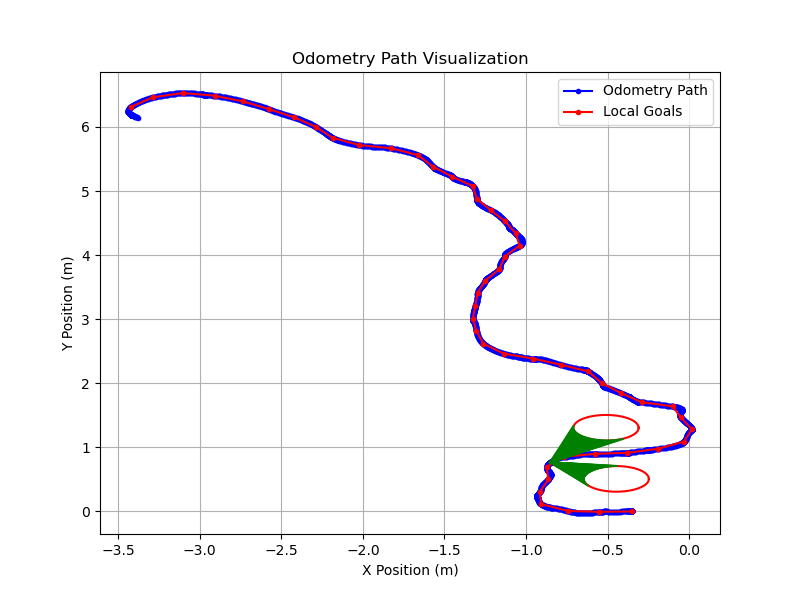 Odometry Path Visualization
Odometry Path
Local Goals
Y Position (m)
6
5
4
3
2
1
0
−3.5 −3.0 −2.5 −2.0 −1.5 −1.0 −0.5 0.0
X Position (m)